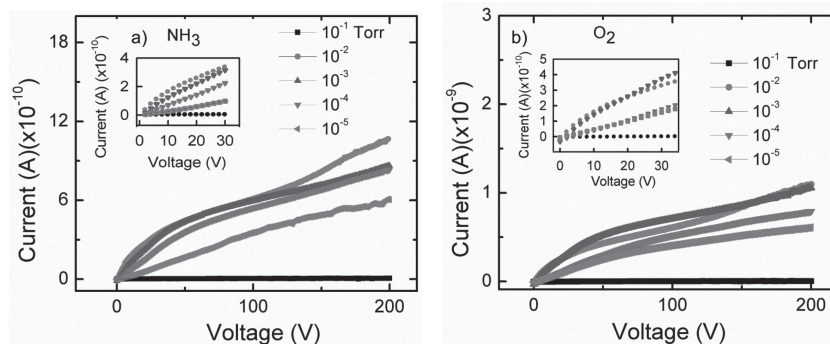 a) NH3
10-1 Torr
10-2
10-3
10-4
10-5
Current (A) (x10-10)
4
2
0
0 10 20 30
Voltage (V)
Current (A)(x10-10)
18
12
6
0
0 100 200
Voltage (V)
b) O2
10-1 Torr
10-2
10-3
10-4
10-5
Current (A)(x10-10)
5
4
3
2
1
0
-1
0 10 20 30
Voltage (V)
Current (A)(x10-9)
3
2
1
0
0 100 200
Voltage (V)